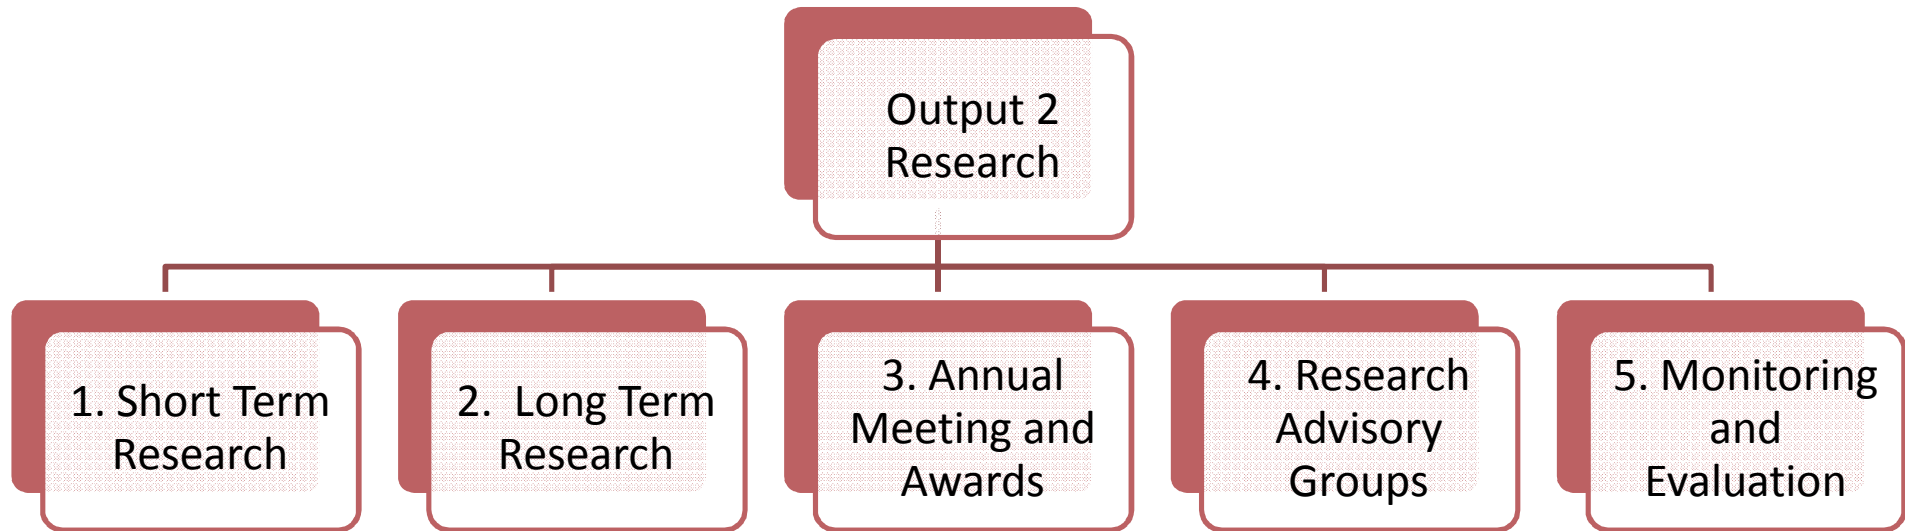 Output 2
Research
1. Short Term
Research
2. Long Term
Research
3. Annual
Meeting and
Awards
4. Research
Advisory
Groups
5. Monitoring
and
Evaluation